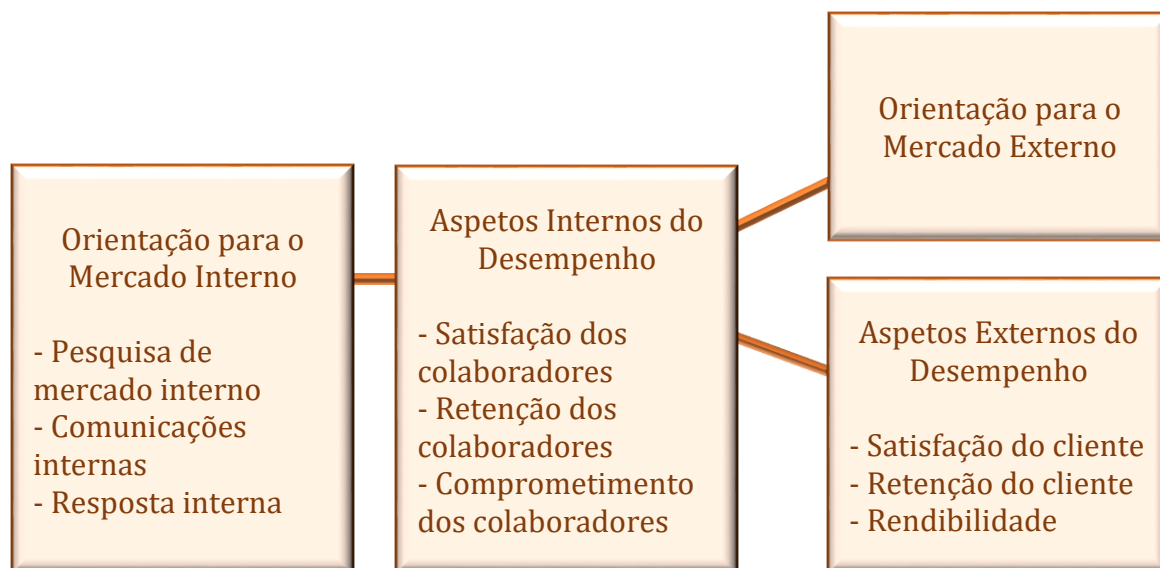 Orientação para o
Mercado Interno
- Pesquisa de
mercado interno
- Comunicações
internas
- Resposta interna
Aspetos Internos do
Desempenho
- Satisfação dos
colaboradores
- Retenção dos
colaboradores
- Comprometimento
dos colaboradores
Orientação para o
Mercado Externo
Aspetos Externos do
Desempenho
- Satisfação do cliente
- Retenção do cliente
- Rendibilidade